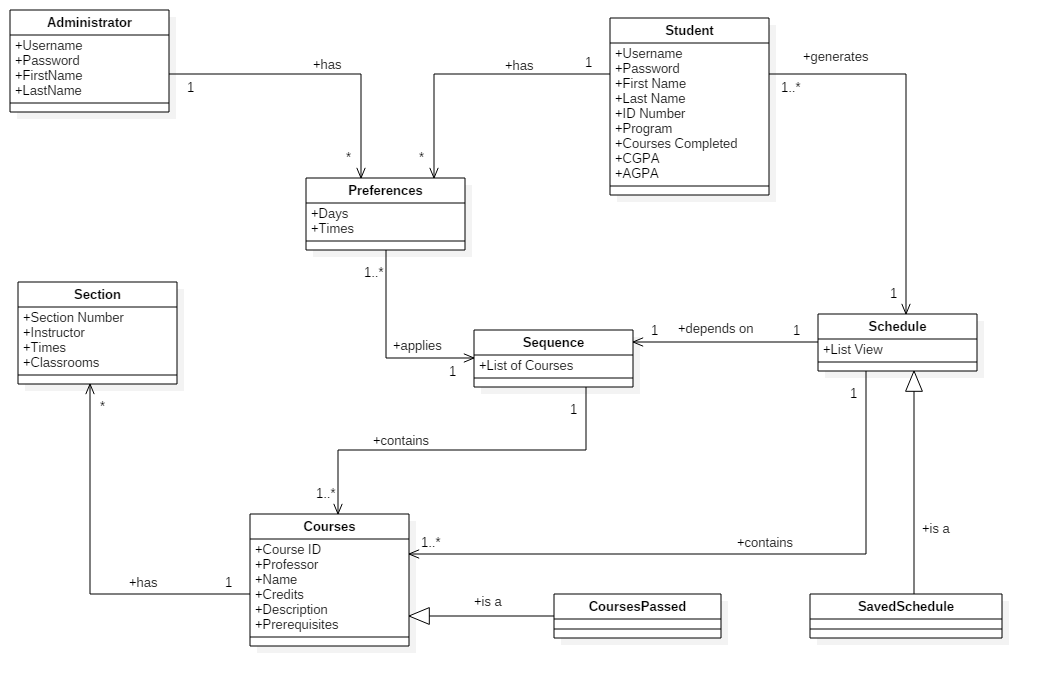 Administrator
+Username
+Password
+FirstName
+LastName
+has
1
*
Student
+Username
+Password
+First Name
+Last Name
+ID Number
+Program
+Courses Completed
+CGPA
+AGPA
+has
1
*
+generates
1..*
1
Preferences
+Days
+Times
1..*
+applies
1
Section
+Section Number
+Instructor
+Times
+Classrooms
*
Sequence
+List of Courses
1
+depends on
1
Schedule
+List View
1
1
+contains
1..*
Courses
+Course ID
+Professor
+Name
+Credits
+Description
+Prerequisites
1..*
+contains
+has
1
+is a
CoursesPassed
+is a
SavedSchedule